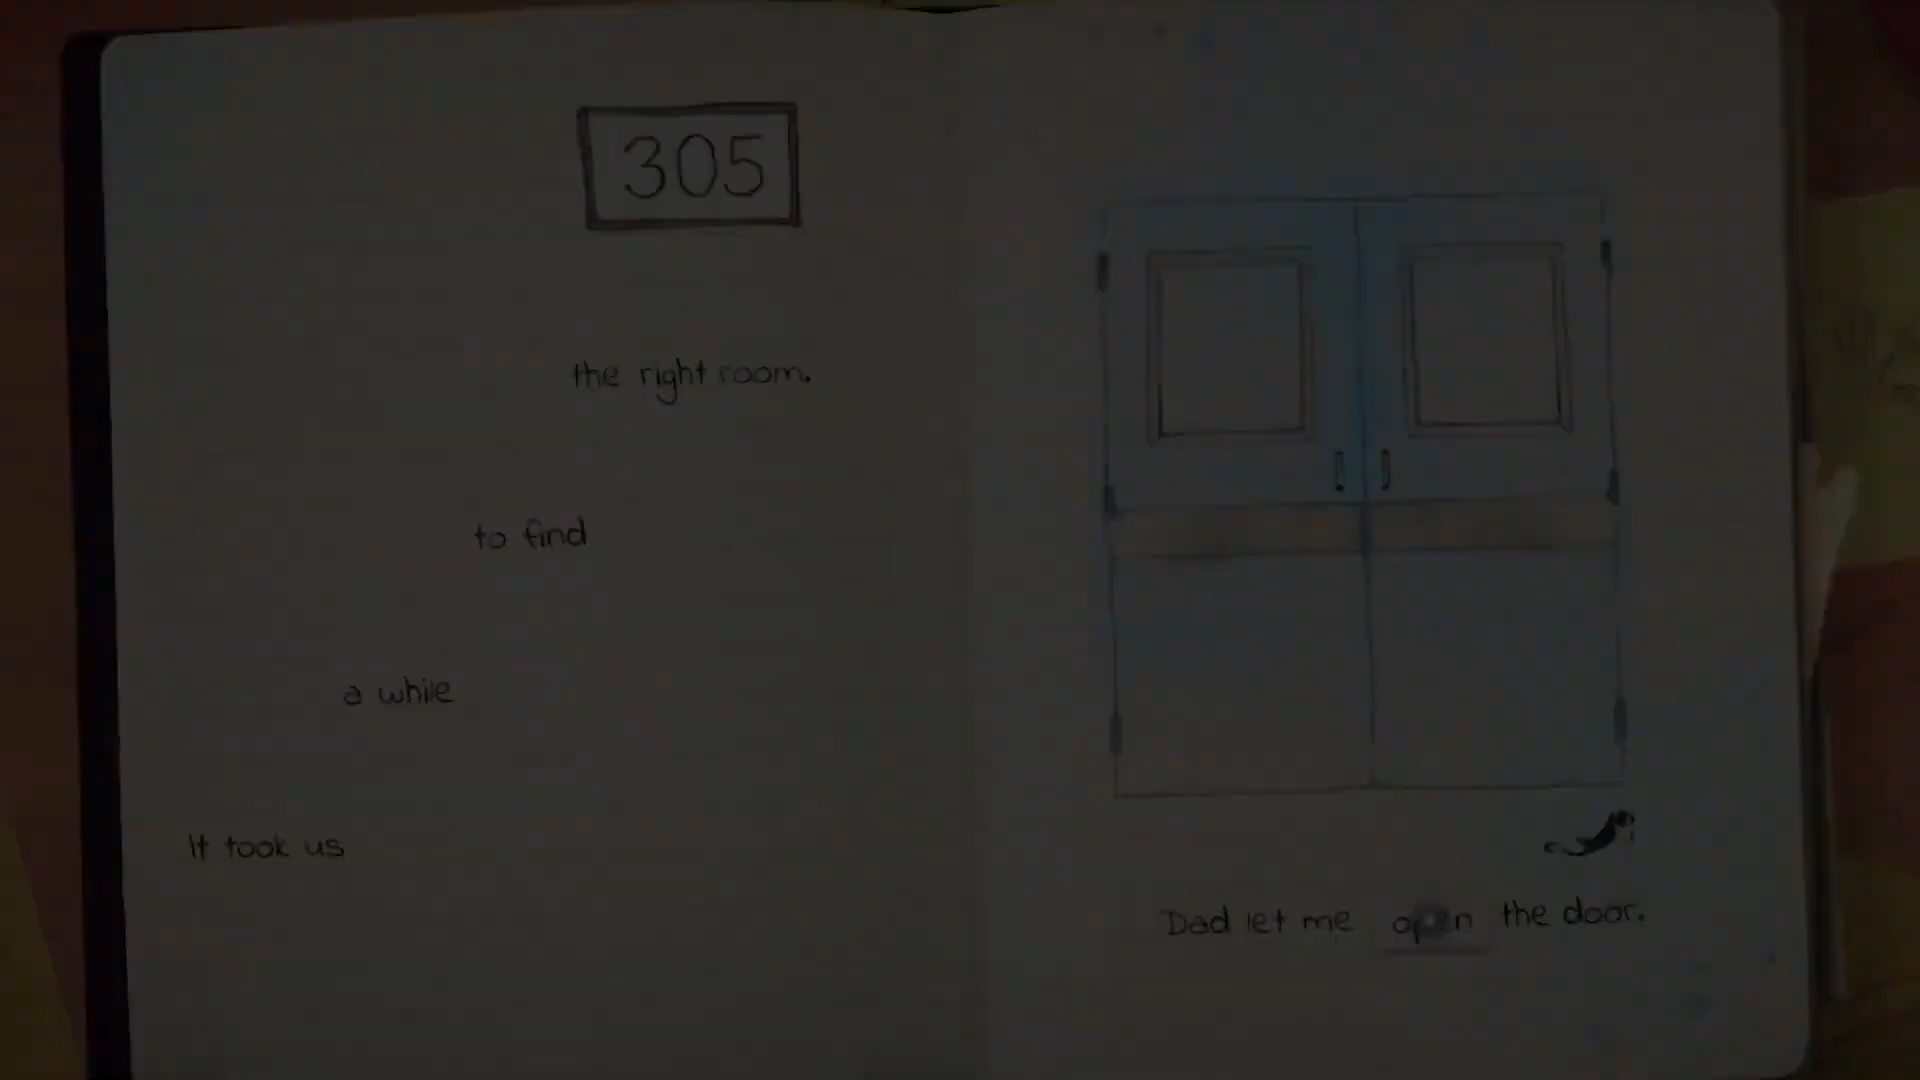 305
the right room.
to find
a while
It took us
Dad let me open the door.